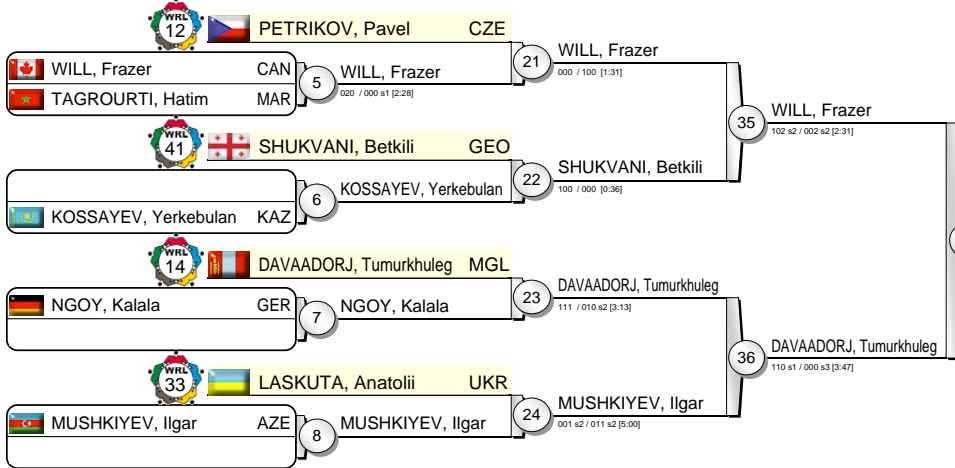 WRL
12
PETRIKOV, Pavel CZE
WILL, Frazer CAN
TAGROURTI, Hatim MAR
5
WILL, Frazer
020 / 000 s1 [2:28]
21
WILL, Frazer
000 / 100 [1:31]
WRL
41
SHUKVANI, Betkili GEO
KOSSAYEV, Yerkebulan KAZ
6
KOSSAYEV, Yerkebulan
22
SHUKVANI, Betkili
100 / 000 [0:36]
35
WILL, Frazer
102 s2 / 002 s2 [2:31]
WRL
14
DAVAADORJ, Tumurkhuleg MGL
NGOY, Kalala GER
7
NGOY, Kalala
23
DAVAADORJ, Tumurkhuleg
111 / 010 s2 [3:13]
WRL
33
LASKUTA, Anatolii UKR
MUSHKIYEV, Ilgar AZE
8
MUSHKIYEV, Ilgar
24
MUSHKIYEV, Ilgar
001 s2 / 011 s2 [5:00]
36
DAVAADORJ, Tumurkhuleg
110 s1 / 000 s3 [3:47]